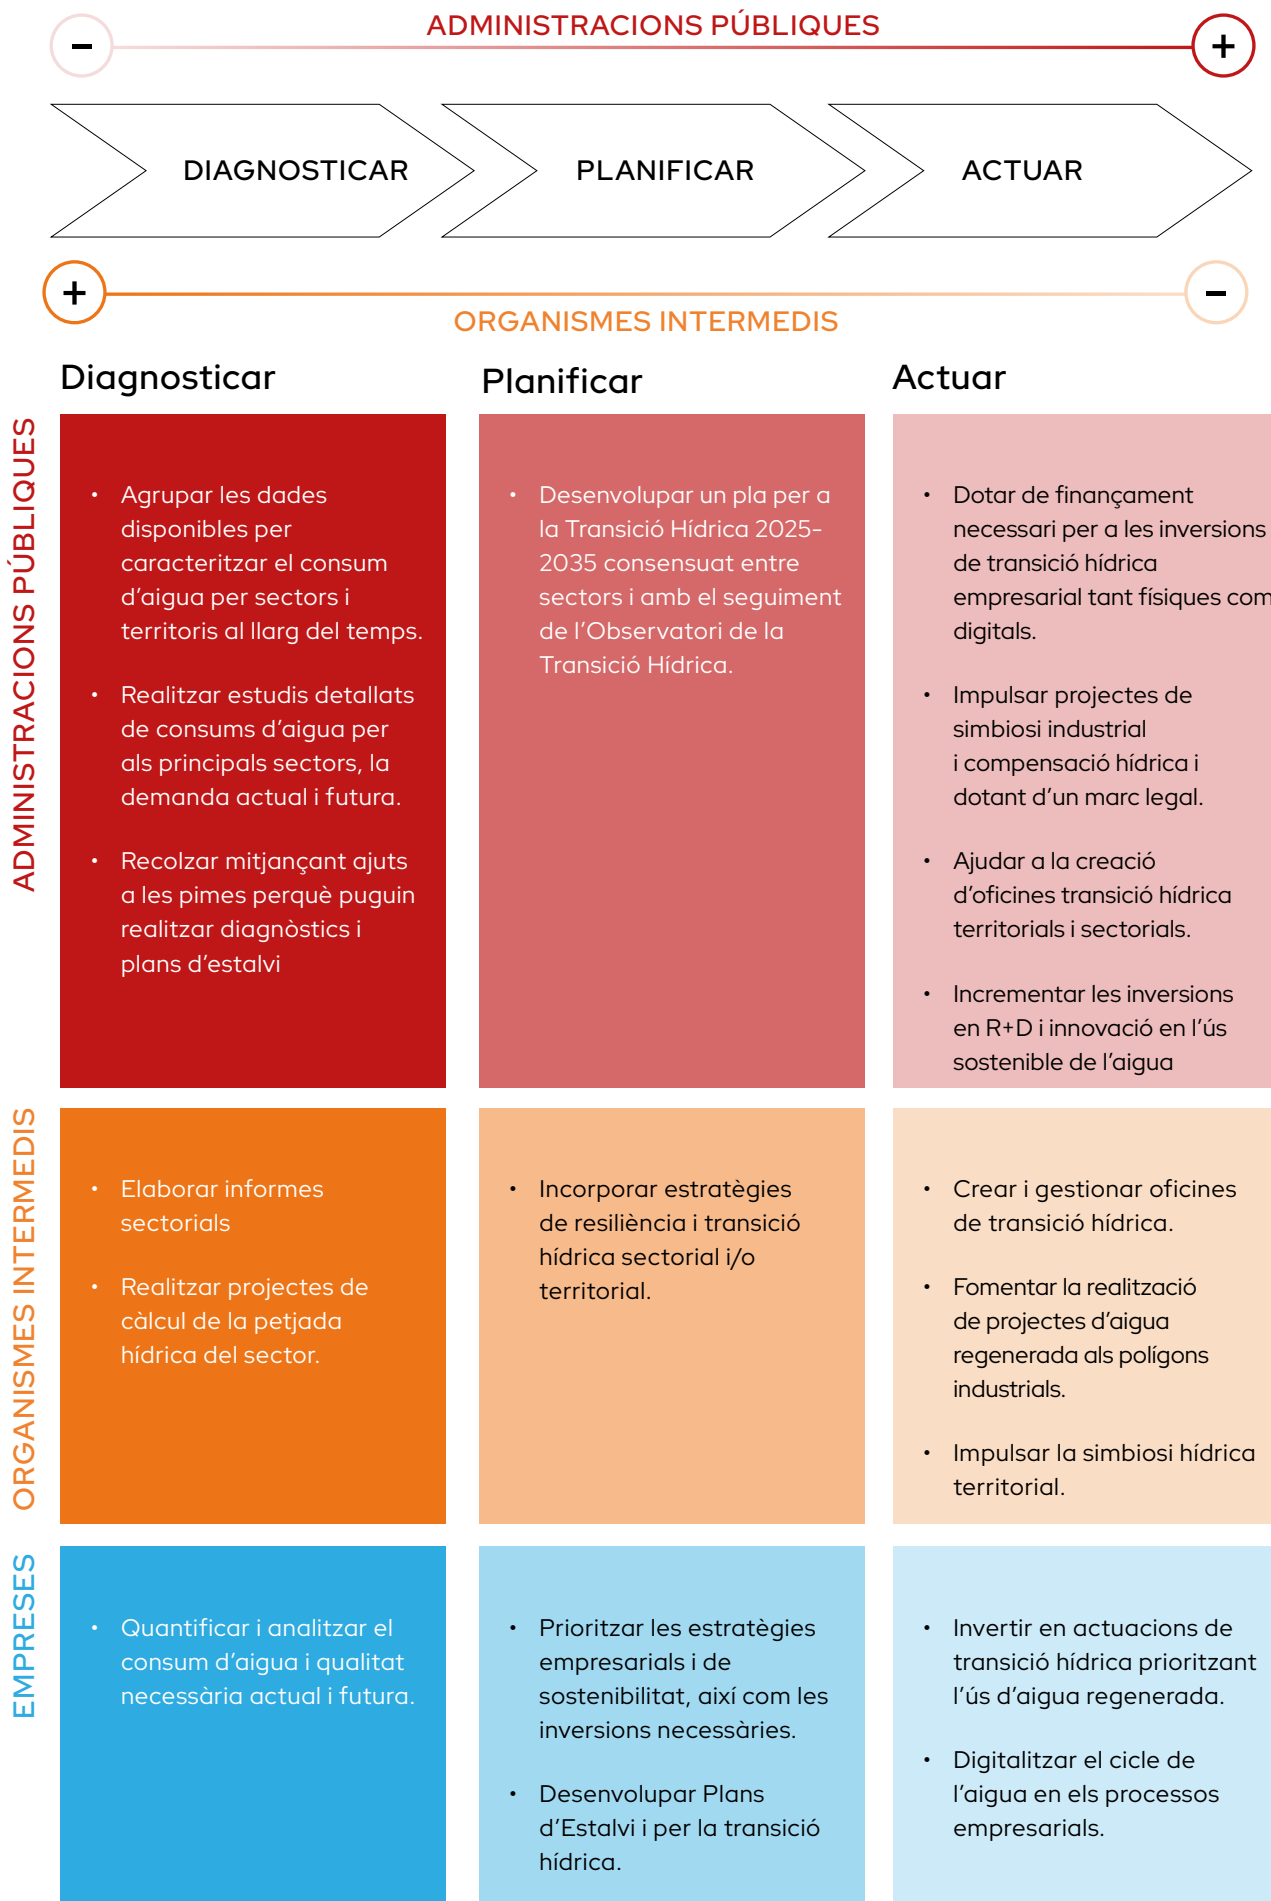 ADMINISTRACIONS PÚBLIQUES
-
+
DIAGNOSTICAR
PLANIFICAR
ACTUAR
+
-
ORGANISMES INTERMEDIS
Diagnosticar
Planificar
Actuar
ADMINISTRACIONS PÚBLIQUES
• Agrupar les dades
disponibles per
caracteritzar el consum
d'aigua per sectors i
territoris al llarg del temps.
• Realitzar estudis detallats
de consums d'aigua per
als principals sectors, la
demanda actual i futura.
• Recolzar mitjançant ajuts
a les pimes perquè puguin
realitzar diagnòstics i
plans d'estalvi
• Desenvolupar un pla per a
la Transició Hídrica 2025-
2035 consensuat entre
sectors i amb el seguiment
de l'Observatori de la
Transició Hídrica.
• Dotar de finançament
necessari per a les inversions
de transició hídrica
empresarial tant físiques com
digitals.
• Impulsar projectes de
simbiosi industrial
i compensació hídrica i
dotant d'un marc legal.
• Ajudar a la creació
d'oficines transició hídrica
territorials i sectorials.
• Incrementar les inversions
en R+D i innovació en l'ús
sostenible de l'aigua
ORGANISMES INTERMEDIS
• Elaborar informes
sectorials
• Realitzar projectes de
càlcul de la petjada
hídrica del sector.
• Incorporar estratègies
de resiliència i transició
hídrica sectorial i/o
territorial.
• Crear i gestionar oficines
de transició hídrica.
• Fomentar la realització
de projectes d'aigua
regenerada als polígons
industrials.
• Impulsar la simbiosi hídrica
territorial.
EMPRESES
• Quantificar i analitzar el
consum d'aigua i qualitat
necessària actual i futura.
• Prioritzar les estratègies
empresarials i de
sostenibilitat, així com les
inversions necessàries.
• Desenvolupar Plans
d'Estalvi i per la transició
hídrica.
• Invertir en actuacions de
transició hídrica prioritzant
l'ús d'aigua regenerada.
• Digitalitzar el cicle de
l'aigua en els processos
empresarials.